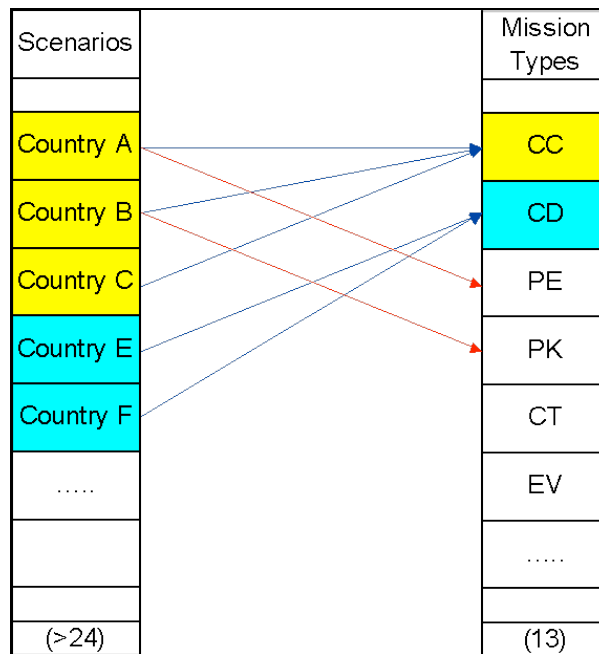 Scenarios
Country A
Country B
Country C
Country E
Country F
.....
(>24)
Mission
Types
CC
CD
PE
PK
CT
EV
.....
(13)